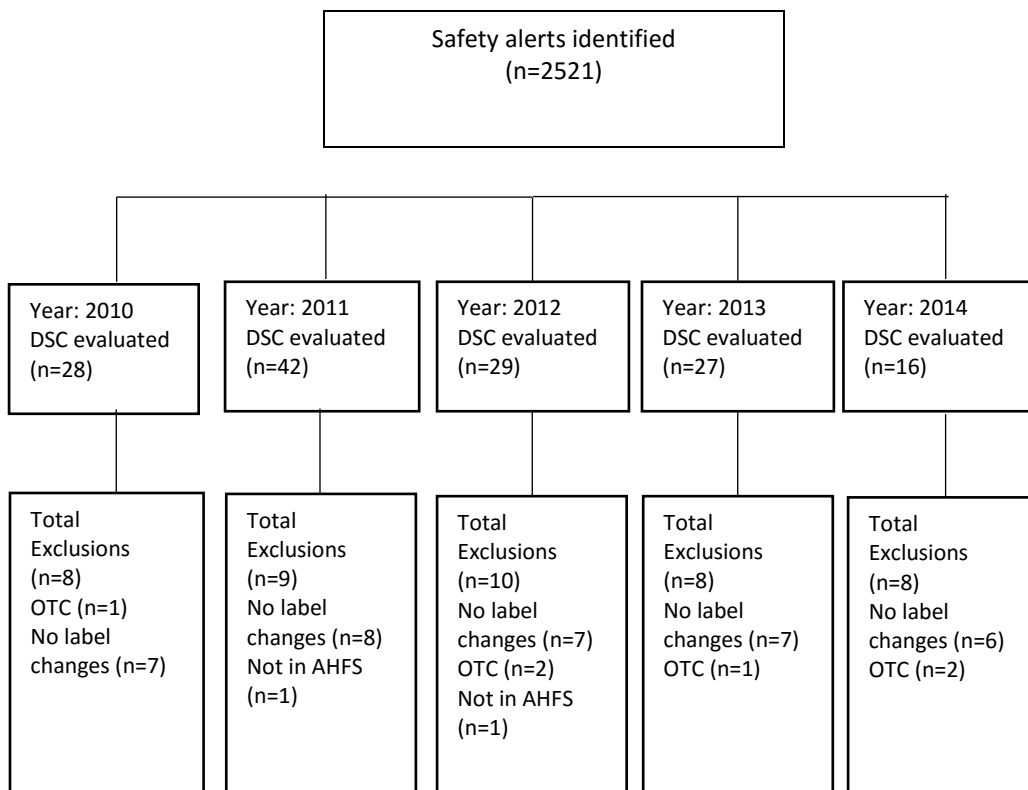 Safety alerts identified
(n=2521)
Year: 2010
DSC evaluated
(n=28)
Year: 2011
DSC evaluated
(n=42)
Year: 2012
DSC evaluated
(n=29)
Year: 2013
DSC evaluated
(n=27)
Year: 2014
DSC evaluated
(n=16)
Total
Exclusions
(n=8)
OTC (n=1)
No label
changes (n=7)
Total
Exclusions
(n=9)
No label
changes (n=8)
Not in AHFS
(n=1)
Total
Exclusions
(n=10)
No label
changes (n=7)
OTC (n=2)
Not in AHFS
(n=1)
Total
Exclusions
(n=8)
No label
changes (n=7)
OTC (n=1)
Total
Exclusions
(n=8)
No label
changes (n=6)
OTC (n=2)